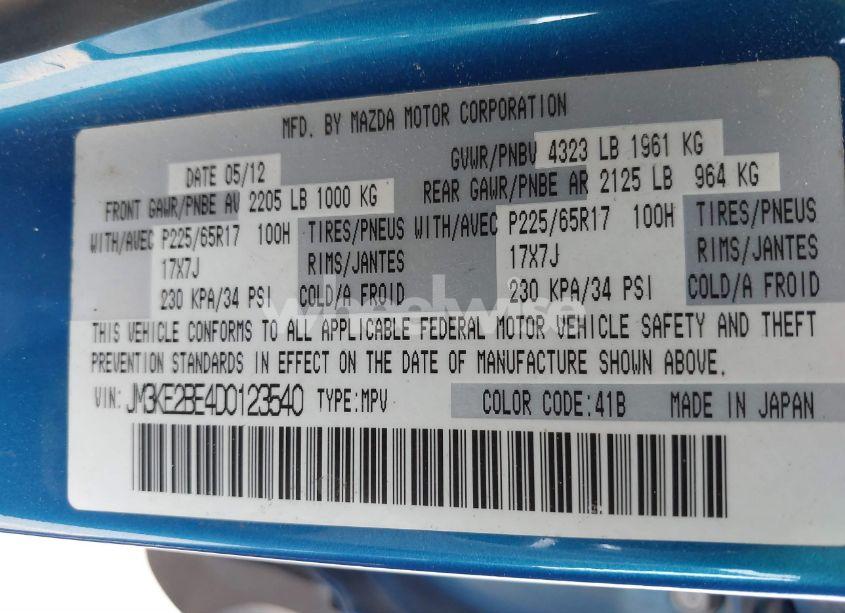 MFD. BY MAZDA MOTOR CORPORATION
DATE 05/12 GVWR/PNBV 4323 LB 1961 KG
FRONT GAWR/PNBE AV 2205 LB 1000 KG REAR GAWR/PNBE AR 2125 LB 964 KG
WITH/AVEC P225/65R17 100H TIRES/PNEUS WITH/AVEC P225/65R17 100H TIRES/PNEUS
17X7J RIMS/JANTES 17X7J RIMS/JANTES
230 KPA/34 PSI COLD/A FROID 230 KPA/34 PSI COLD/A FROID
wheelwise
THIS VEHICLE CONFORMS TO ALL APPLICABLE FEDERAL MOTOR VEHICLE SAFETY AND THEFT
PREVENTION STANDARDS IN EFFECT ON THE DATE OF MANUFACTURE SHOWN ABOVE.
VIN: JM3KE2BE4D0123540 TYPE:MPV COLOR CODE:41B MADE IN JAPAN